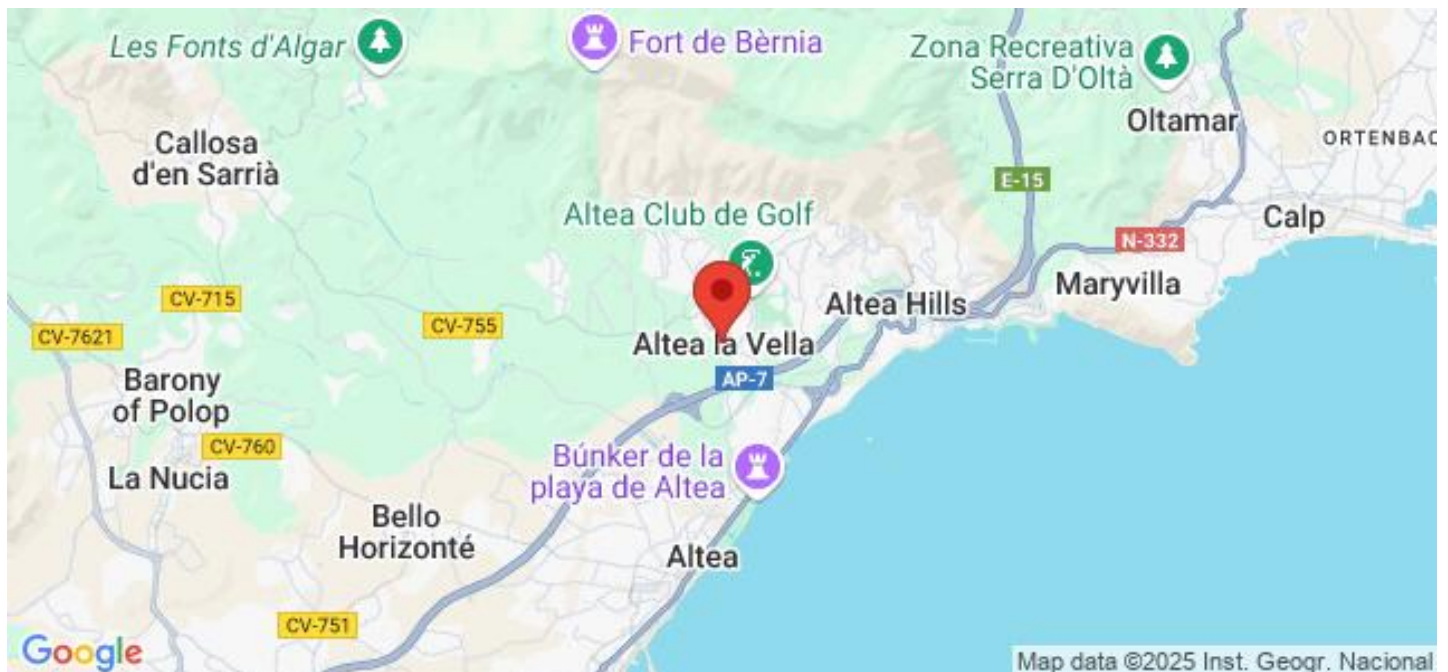 Les Fonts d'Algar
Fort de Bèrnia
Zona Recreativa
Serra D'Oltà
Oltamar
ORTENBAC
Callosa
d'en Sarrià
E-15
Altea Club de Golf
Calp
N-332
Maryvilla
CV-715
Altea Hills
CV-7621
CV-755
Altea la Vella
AP-7
Barony
of Polop
CV-760
La Nucia
Búnker de la
playa de Altea
Bello
Horizonté
Altea
CV-751
Google
Map data ©2025 Inst. Geogr. Nacional